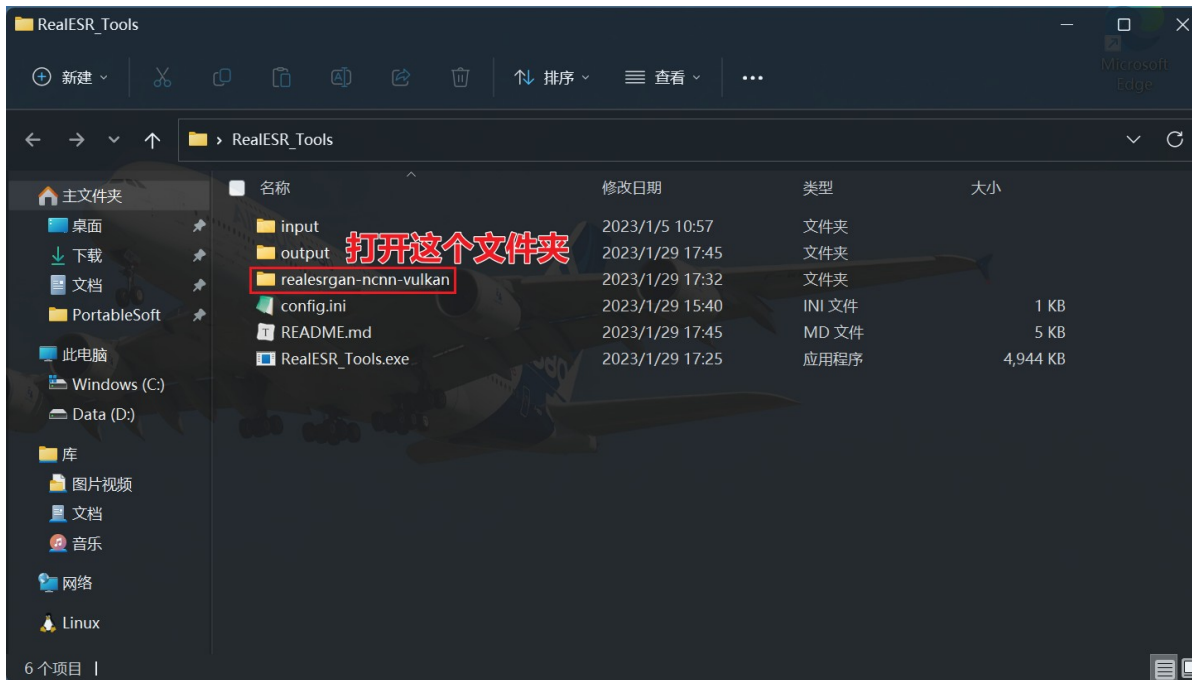 RealESR_Tools
Microsoft Edge
新建
排序
查看
RealESR_Tools
主文件夹
桌面
下载
文档
PortableSoft
此电脑
Windows (C:)
Data (D:)
库
图片视频
文档
音乐
网络
Linux
名称 修改日期 类型 大小
input 2023/1/5 10:57 文件夹
output 2023/1/29 17:45 文件夹
打开这个文件夹
realesrgan-ncnn-vulkan 2023/1/29 17:32 文件夹
config.ini 2023/1/29 15:40 INI 文件 1 KB
README.md 2023/1/29 17:45 MD 文件 5 KB
RealESR_Tools.exe 2023/1/29 17:25 应用程序 4,944 KB
6 个项目